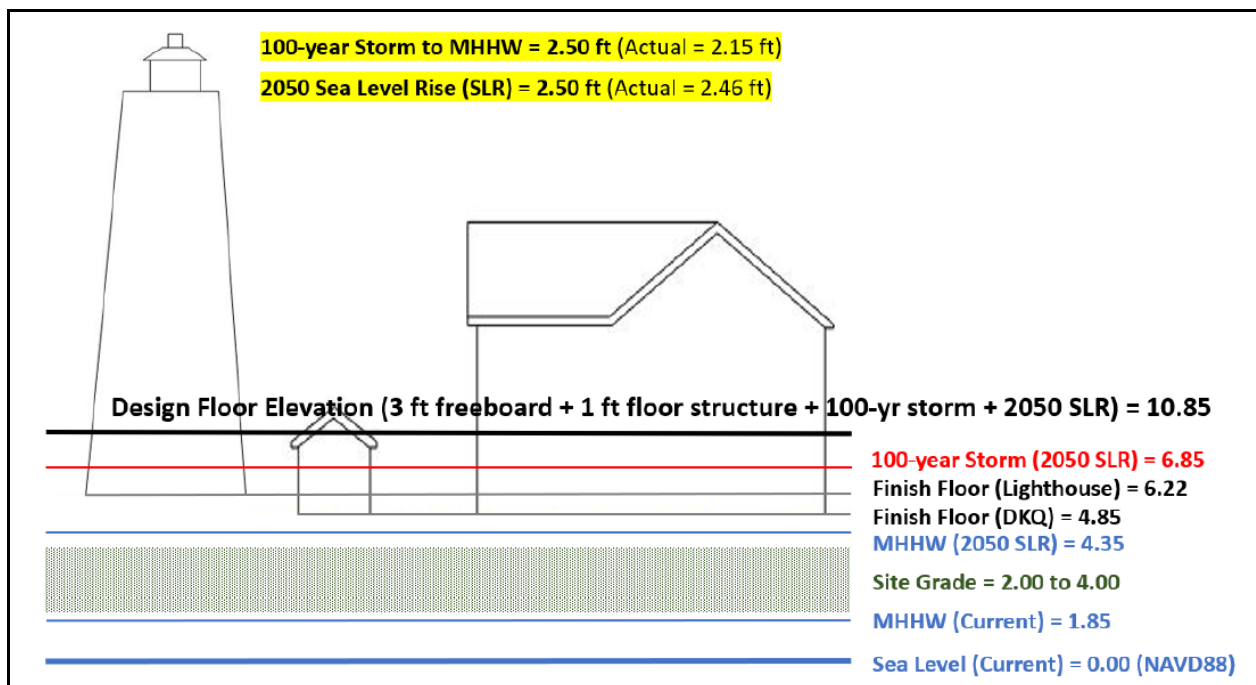 100-year Storm to MHHW = 2.50 ft (Actual = 2.15 ft)
2050 Sea Level Rise (SLR) = 2.50 ft (Actual = 2.46 ft)
Design Floor Elevation (3 ft freeboard + 1 ft floor structure + 100-yr storm + 2050 SLR) = 10.85
100-year Storm (2050 SLR) = 6.85
Finish Floor (Lighthouse) = 6.22
Finish Floor (DKQ) = 4.85
MHHW (2050 SLR) = 4.35
Site Grade = 2.00 to 4.00
MHHW (Current) = 1.85
Sea Level (Current) = 0.00 (NAVD88)